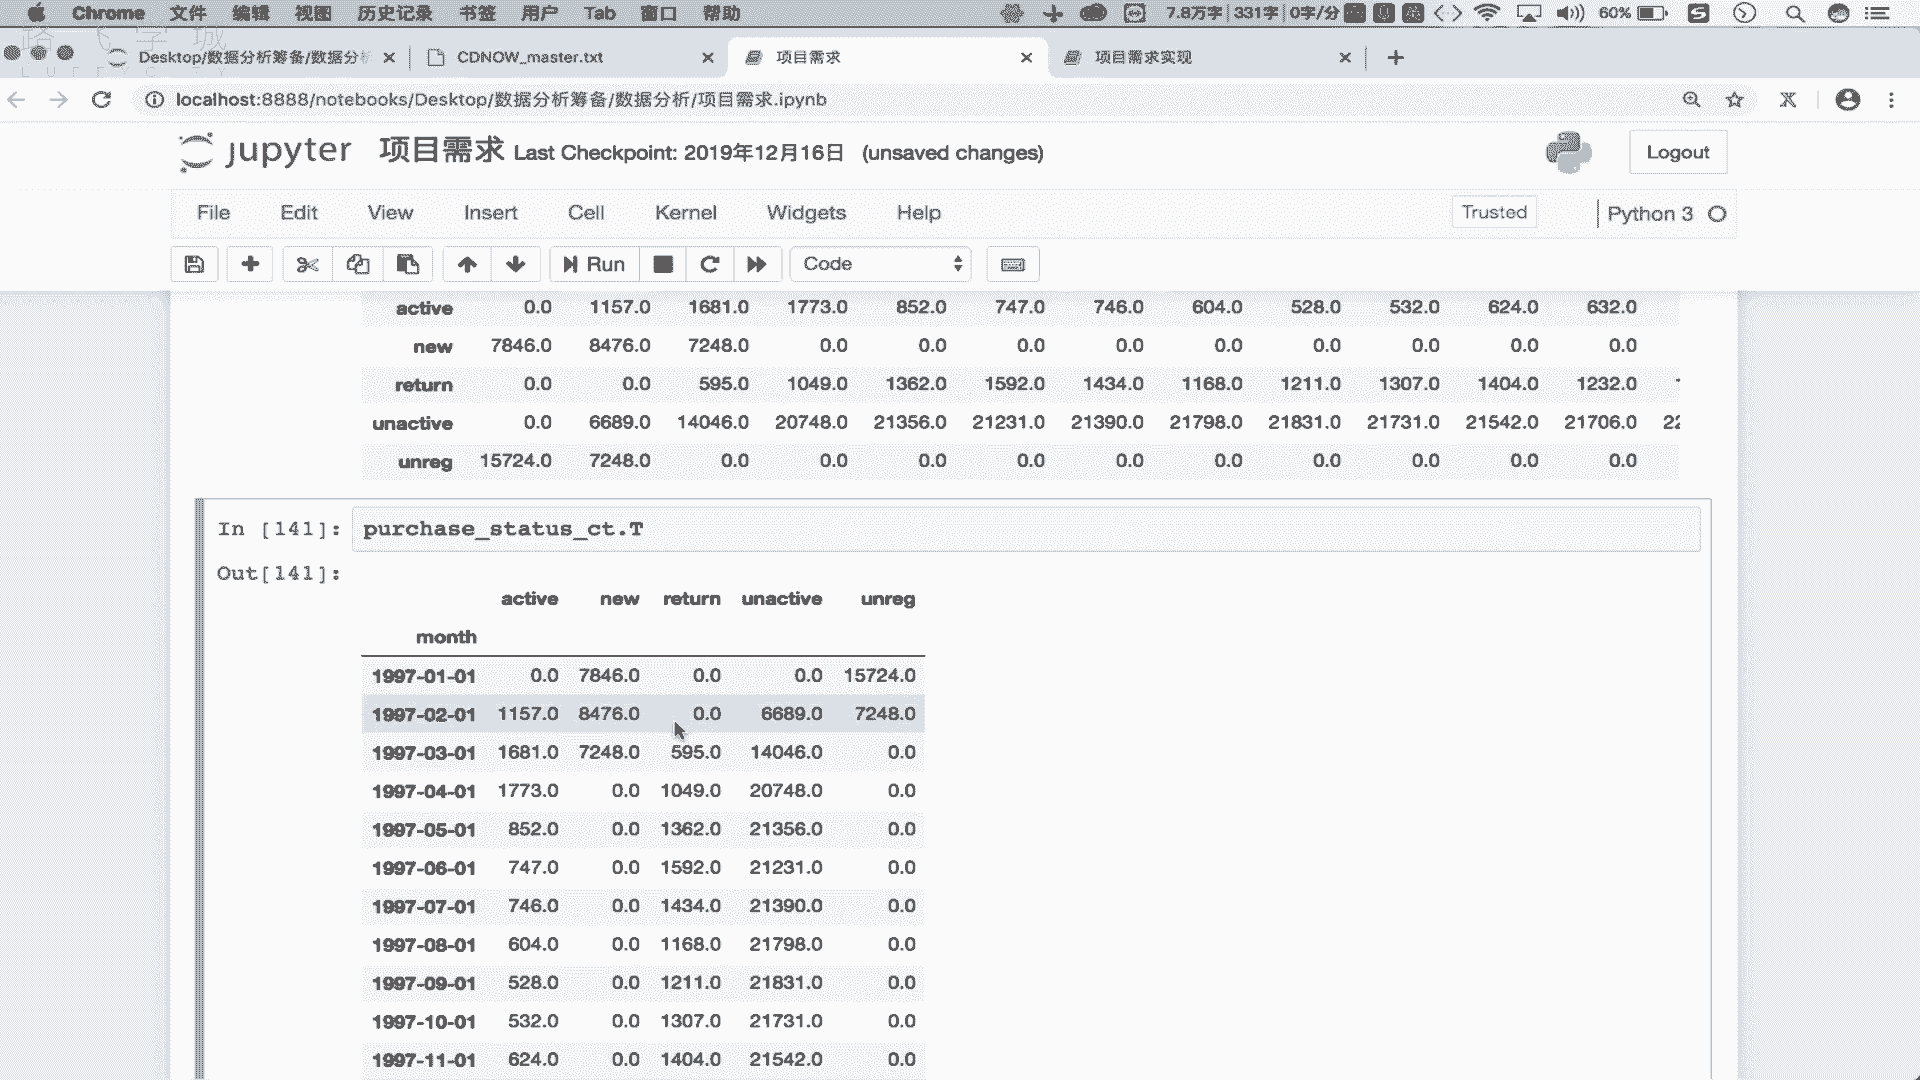 Chrome 文件 编辑 视图 历史记录 书签 用户 Tab 窗口 帮助 7.8万字 331字 0字/分 60%
Desktop/数据分析筹备/数据分析 CDNOW_master.txt 项目需求 项目需求实现
localhost:8888/notebooks/Desktop/数据分析筹备/数据分析/项目需求.ipynb
jupyter 项目需求 Last Checkpoint: 2019年12月16日 (unsaved changes) Logout
File Edit View Insert Cell Kernel Widgets Help Trusted Python 3
Run Code
active 0.0 1157.0 1681.0 1773.0 852.0 747.0 746.0 604.0 528.0 532.0 624.0 632.0
new 7846.0 8476.0 7248.0 0.0 0.0 0.0 0.0 0.0 0.0 0.0 0.0 0.0
return 0.0 0.0 595.0 1049.0 1362.0 1592.0 1434.0 1168.0 1211.0 1307.0 1404.0 1232.0
unactive 0.0 6689.0 14046.0 20748.0 21356.0 21231.0 21390.0 21798.0 21831.0 21731.0 21542.0 21706.0 22
unreg 15724.0 7248.0 0.0 0.0 0.0 0.0 0.0 0.0 0.0 0.0 0.0 0.0
In [141]: purchase_status_ct.T
Out[141]:
active new return unactive unreg
month
1997-01-01 0.0 7846.0 0.0 0.0 15724.0
1997-02-01 1157.0 8476.0 0.0 6689.0 7248.0
1997-03-01 1681.0 7248.0 595.0 14046.0 0.0
1997-04-01 1773.0 0.0 1049.0 20748.0 0.0
1997-05-01 852.0 0.0 1362.0 21356.0 0.0
1997-06-01 747.0 0.0 1592.0 21231.0 0.0
1997-07-01 746.0 0.0 1434.0 21390.0 0.0
1997-08-01 604.0 0.0 1168.0 21798.0 0.0
1997-09-01 528.0 0.0 1211.0 21831.0 0.0
1997-10-01 532.0 0.0 1307.0 21731.0 0.0
1997-11-01 624.0 0.0 1404.0 21542.0 0.0